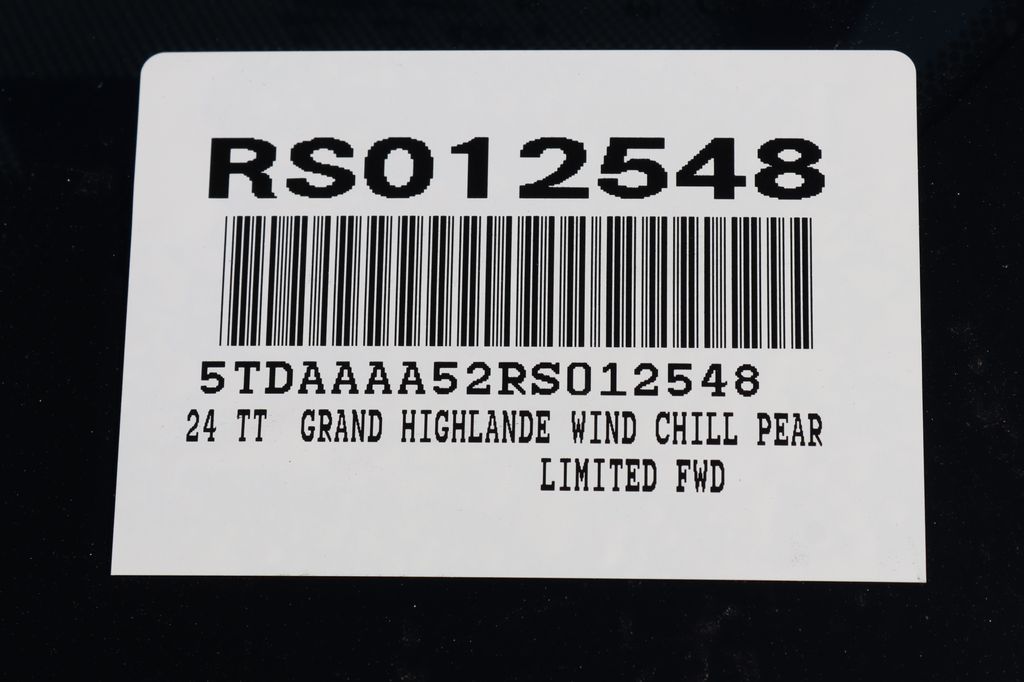 RS012548
5TDAAAA52RS012548
24 TT GRAND HIGHLANDE WIND CHILL PEAR
LIMITED FWD